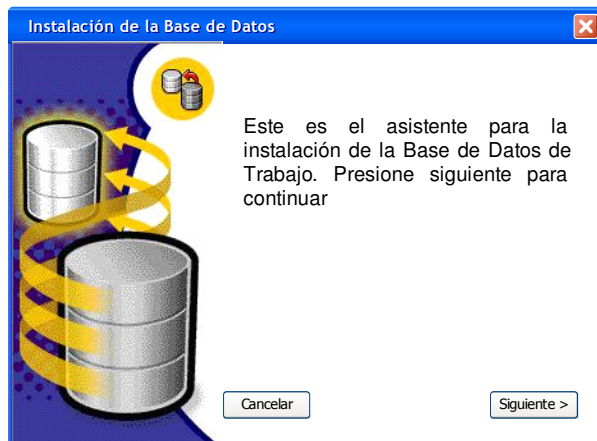 Instalación de la Base de Datos
Este es el asistente para la
instalación de la Base de Datos de
Trabajo. Presione siguiente para
continuar
Cancelar
Siguiente >